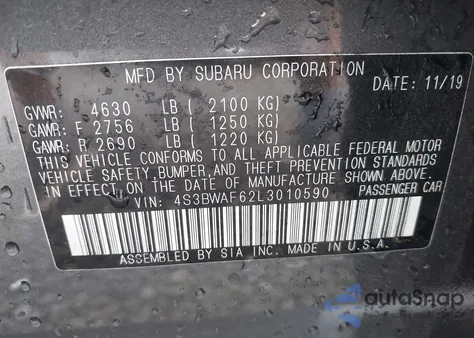 MFD BY SUBARU CORPORATION
DATE: 11/19
GVWR: 4630 LB ( 2100 KG)
GAWR: F 2756 LB ( 1250 KG)
GAWR: R 2690 LB ( 1220 KG)
THIS VEHICLE CONFORMS TO ALL APPLICABLE FEDERAL MOTOR
VEHICLE SAFETY, BUMPER, AND THEFT PREVENTION STANDARDS
IN EFFECT ON THE DATE OF MANUFACTURE SHOWN ABOVE.
VIN: 4S3BWAF62L3010590 PASSENGER CAR
ASSEMBLED BY SIA INC. MADE IN U.S.A.
autoSnap